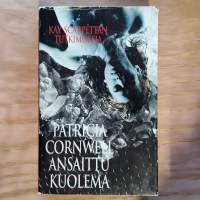 KAY SCARPETTAN
TUTKIMUKSIA
PATRICIA
CORNWELL
ANSAITTU
KUOLEMA